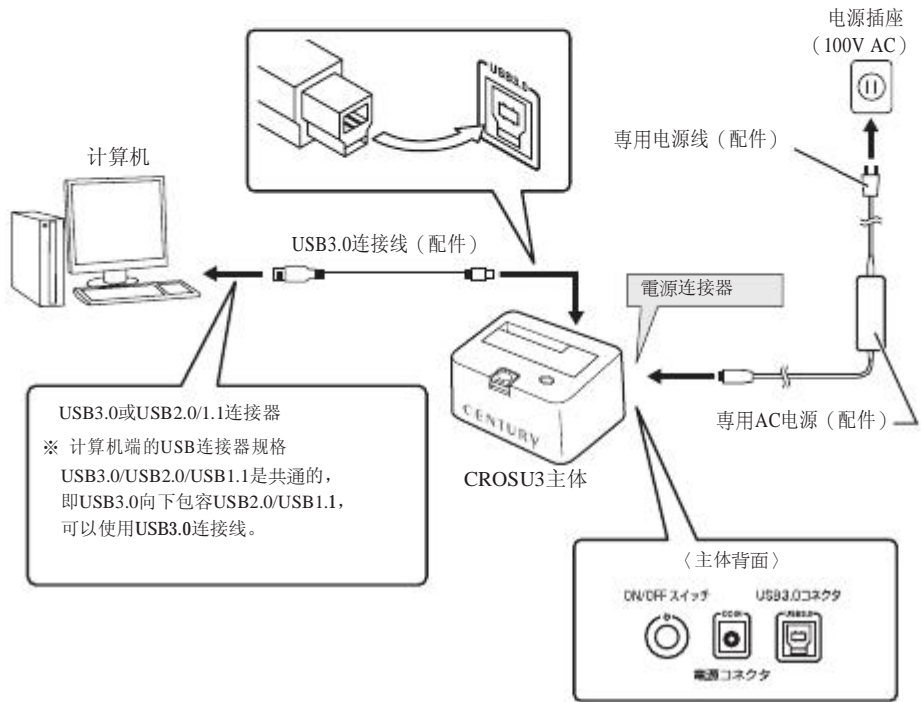 电源插座
（100V AC）
USB3.0
专用电源线（配件）
计算机
USB3.0连接线（配件）
電源连接器
USB3.0或USB2.0/1.1连接器
※ 计算机端的USB连接器规格
USB3.0/USB2.0/USB1.1是共通的，
即USB3.0向下包容USB2.0/USB1.1，
可以使用USB3.0连接线。
CENTURY
CROSU3主体
専用AC电源（配件）
〈主体背面〉
ON/OFF スイッチ
USB3.0コネクタ
DC IN
USB3.0
電源コネクタ